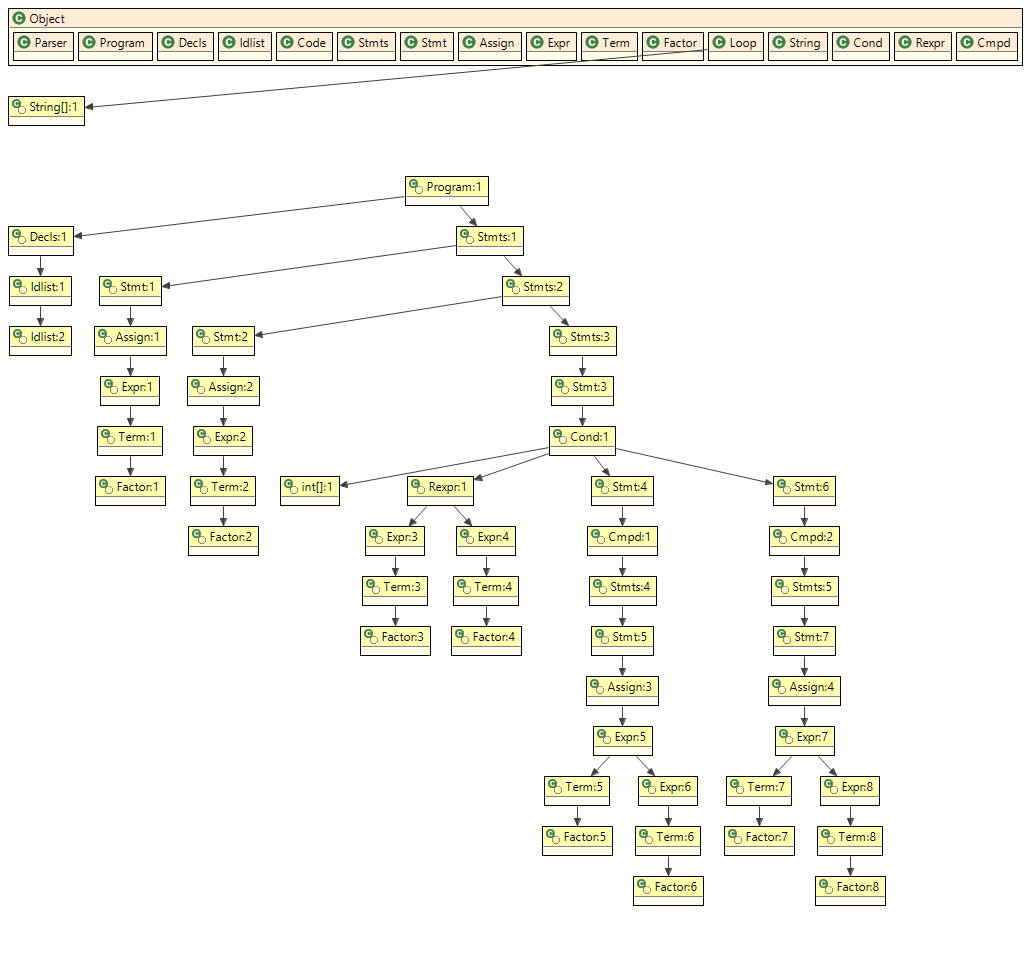 Object
Parser Program Decls Idlist Code Stmts Stmt Assign Expr Term Factor Loop String Cond Rexpr Cmpd
String[]:1
Program:1
Decls:1 Stmts:1
Idlist:1 Stmt:1 Stmts:2
Idlist:2 Assign:1 Stmt:2 Stmts:3
Expr:1 Assign:2 Stmt:3
Term:1 Expr:2 Cond:1
Factor:1 Term:2 int[]:1 Rexpr:1 Stmt:4 Stmt:6
Factor:2 Expr:3 Expr:4 Cmpd:1 Cmpd:2
Term:3 Term:4 Stmts:4 Stmts:5
Factor:3 Factor:4 Stmt:5 Stmt:7
Assign:3 Assign:4
Expr:5 Expr:7
Term:5 Expr:6 Term:7 Expr:8
Factor:5 Term:6 Factor:7 Term:8
Factor:6 Factor:8